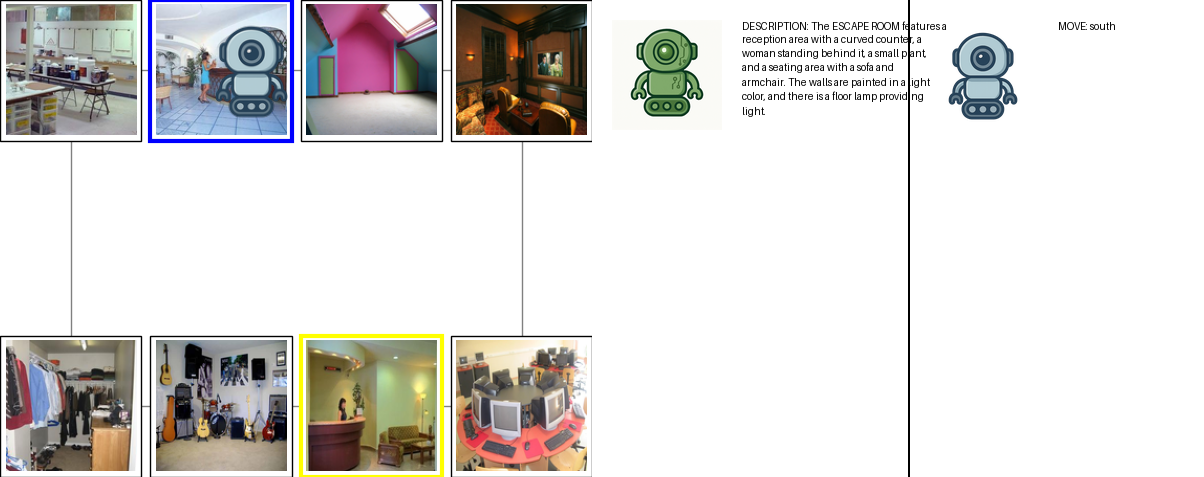 DESCRIPTION: The ESCAPE ROOM features a
reception area with a curved counter, a
woman standing behind it, a small plant,
and a seating area with a sofa and
armchair. The walls are painted in a light
color, and there is a floor lamp providing
light.
MOVE: south